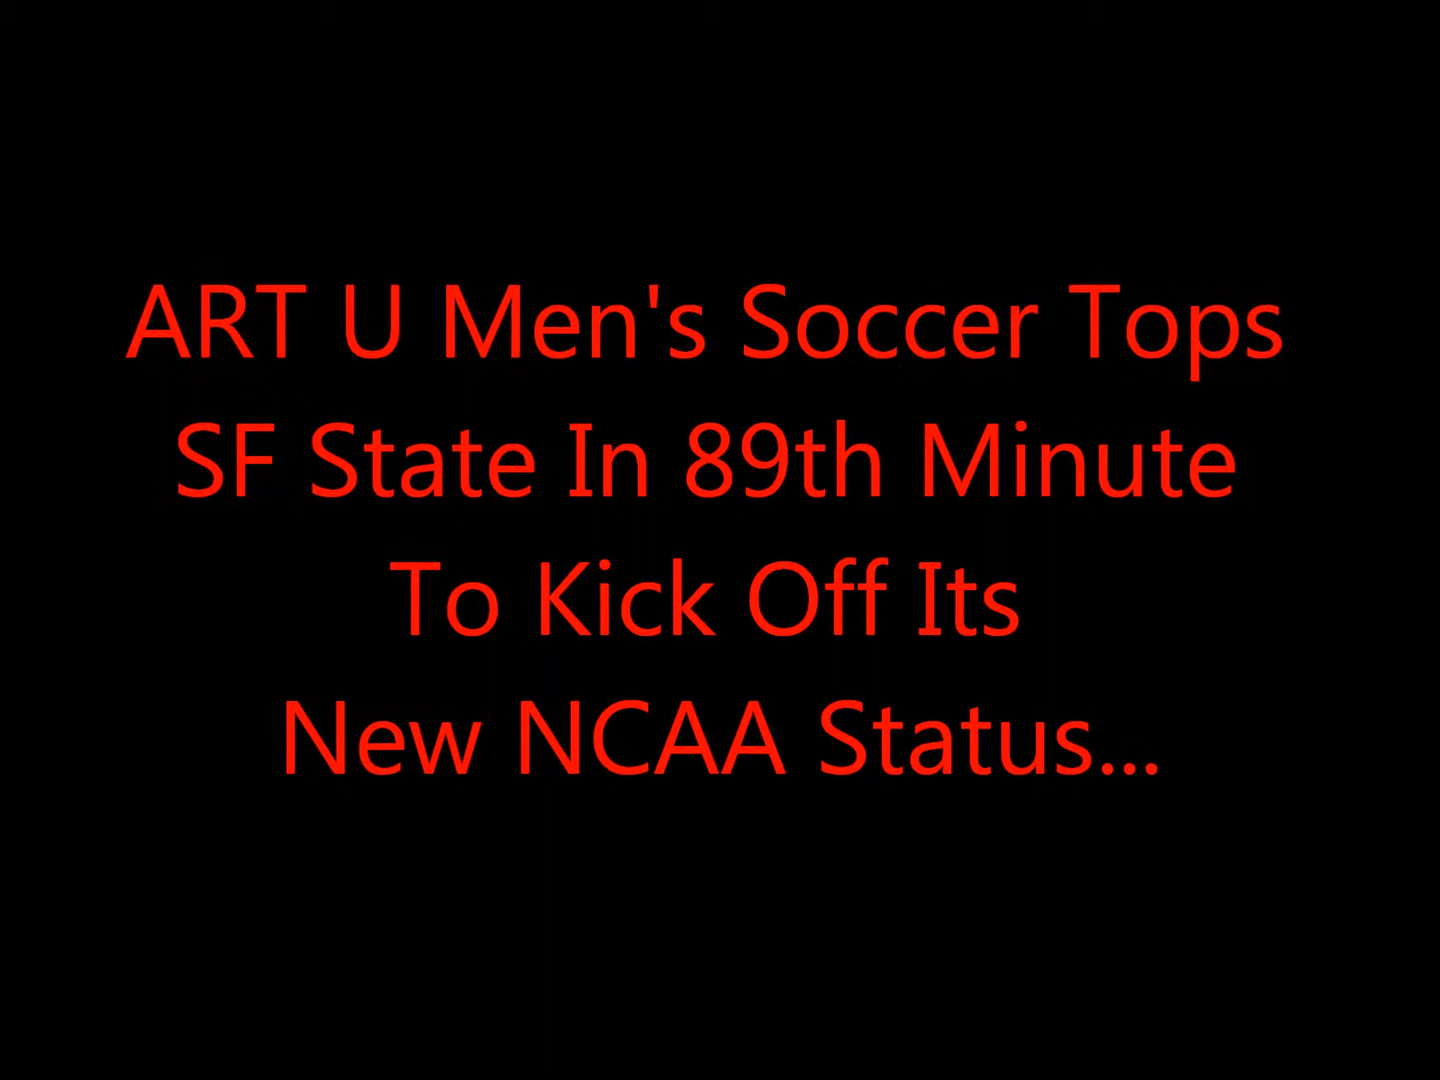 ART U Men's Soccer Tops
SF State In 89th Minute
To Kick Off Its
New NCAA Status...